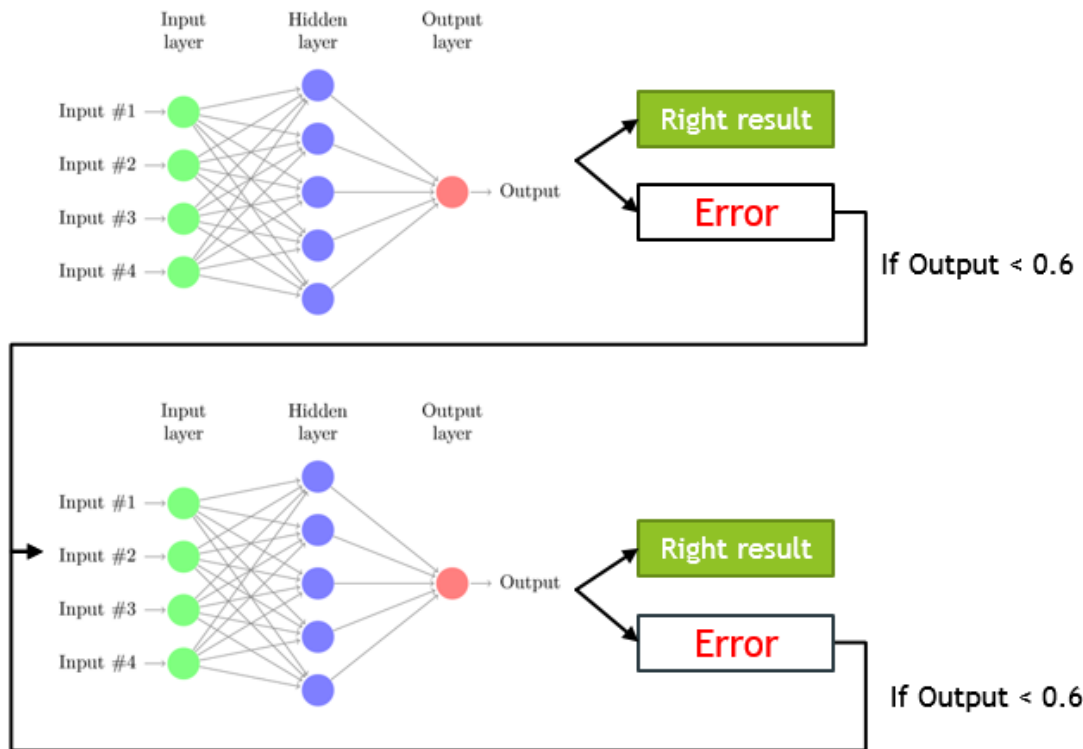 Input layer
Hidden layer
Output layer
Input #1
Input #2
Input #3
Input #4
Output
Right result
Error
If Output < 0.6
Input layer
Hidden layer
Output layer
Input #1
Input #2
Input #3
Input #4
Output
Right result
Error
If Output < 0.6